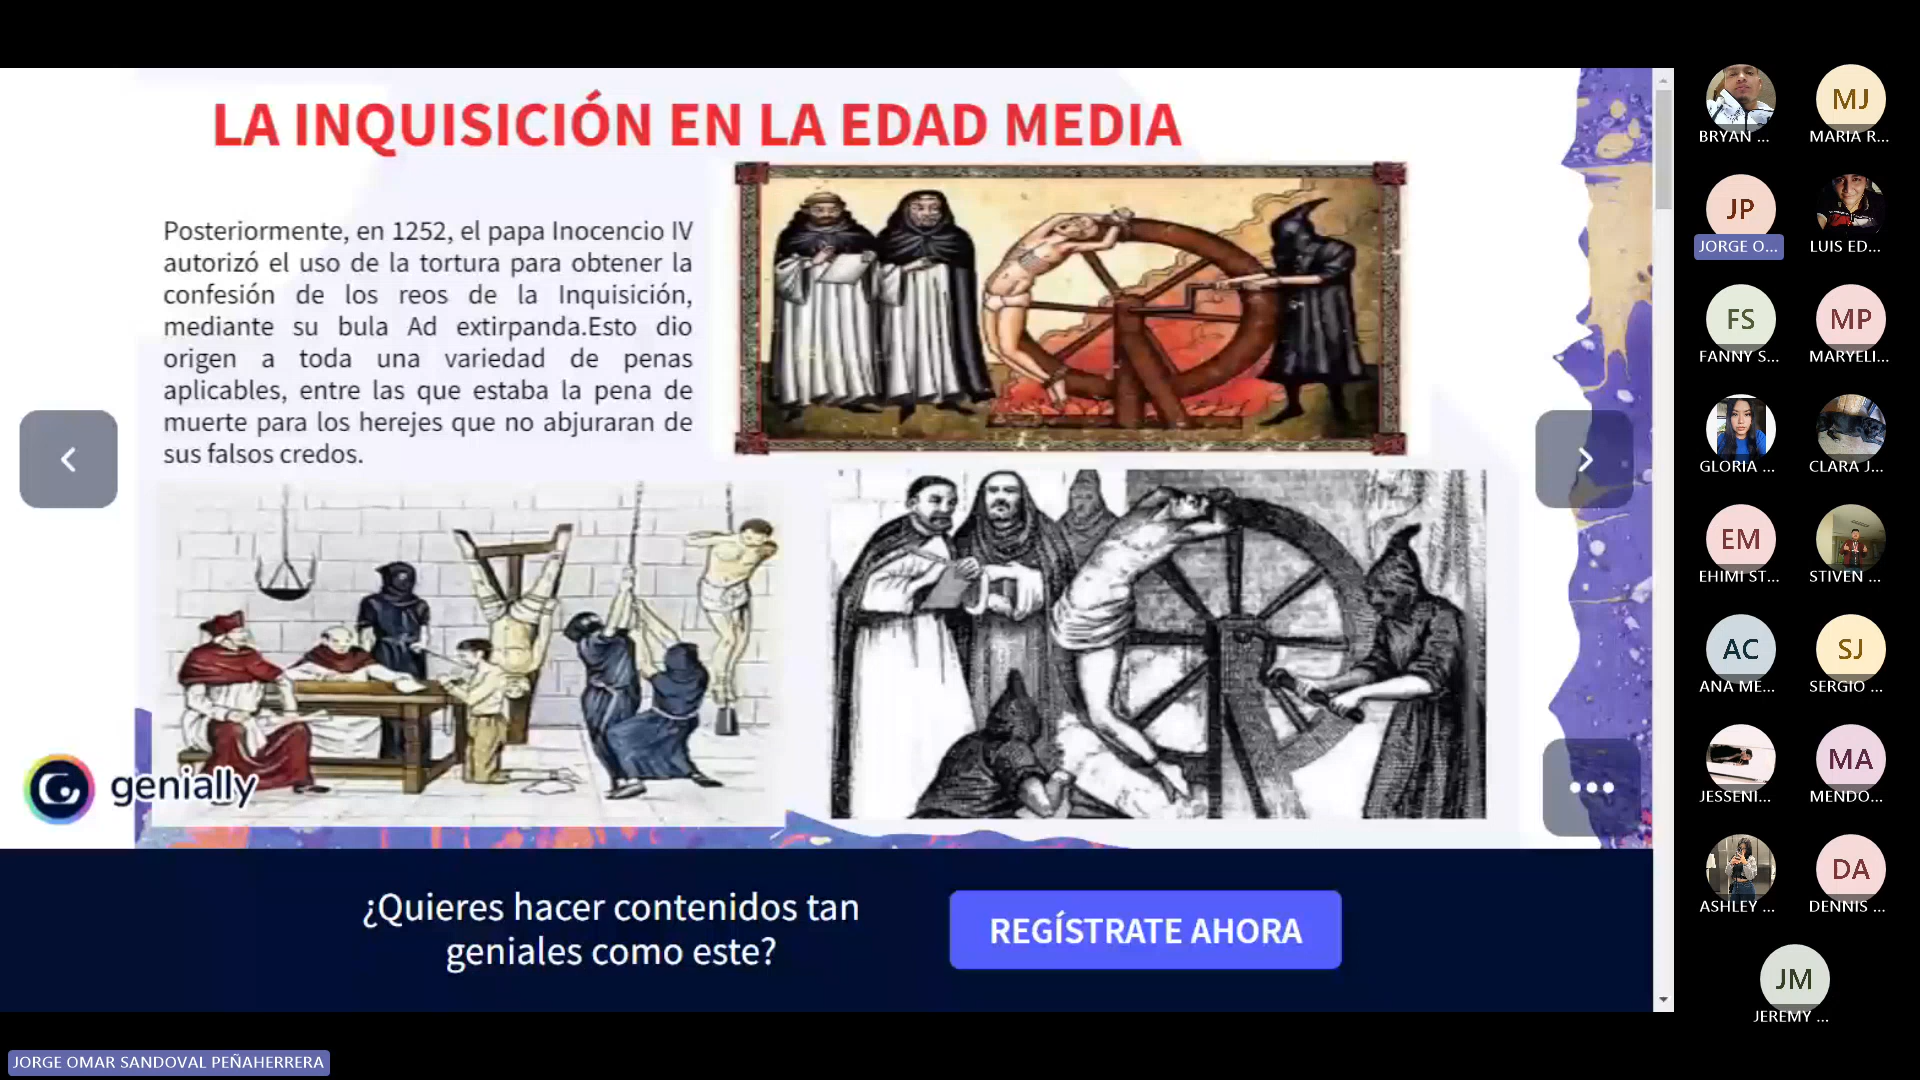 LA INQUISICIÓN EN LA EDAD MEDIA
Posteriormente, en 1252, el papa Inocencio IV
autorizó el uso de la tortura para obtener la
confesión de los reos de la Inquisición,
mediante su bula Ad extirpanda.Esto dio
origen a toda una variedad de penas
aplicables, entre las que estaba la pena de
muerte para los herejes que no abjuraran de
sus falsos credos.
genially
¿Quieres hacer contenidos tan
geniales como este?
REGÍSTRATE AHORA
BRYAN ...
MJ
MARIA R...
JP
JORGE O...
LUIS ED...
FS
FANNY S...
MP
MARYELI...
GLORIA ...
CLARA J...
EM
EHIMI ST...
STIVEN ...
AC
ANA ME...
SJ
SERGIO ...
JESSENI...
MA
MENDO...
ASHLEY ...
DA
DENNIS ...
JM
JEREMY ...
JORGE OMAR SANDOVAL PEÑAHERRERA